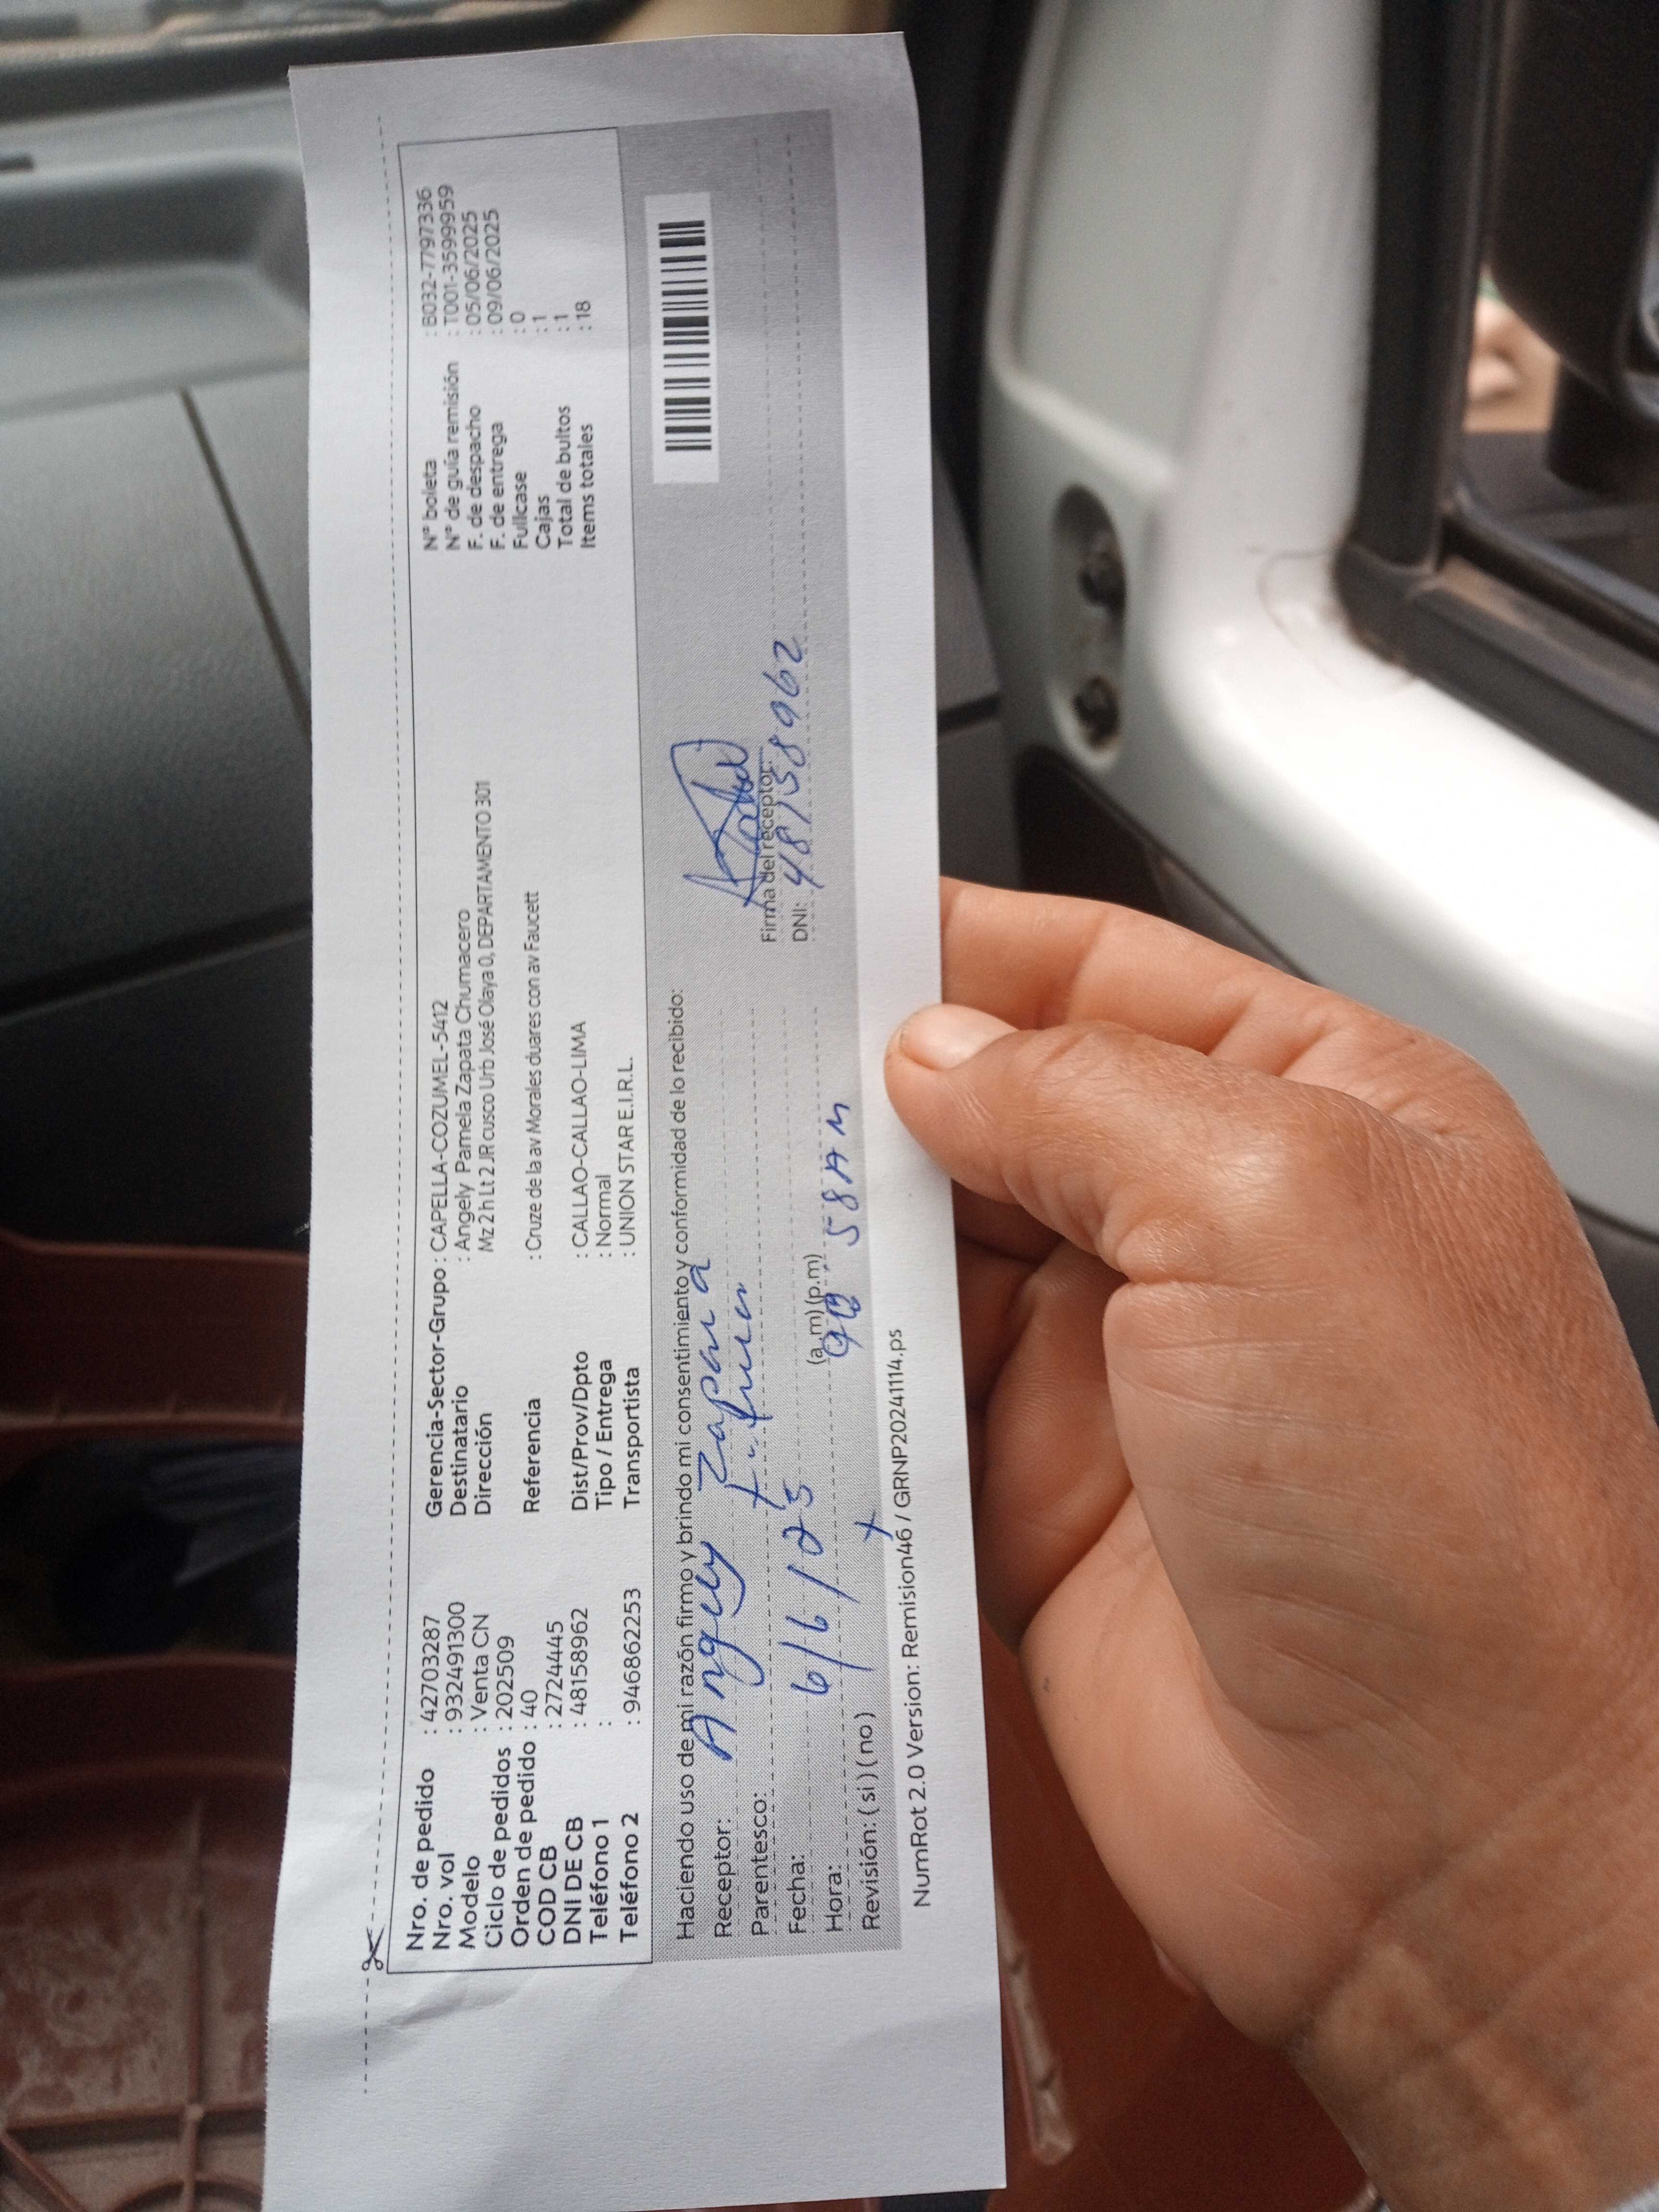 Nro. de pedido : 42703287
Nro. vol : 932491300
Modelo : Venta CN
Ciclo de pedidos : 202509
Orden de pedido : 40
COD CB : 2724445
DNI DE CB : 48158962
Teléfono 1 :
Teléfono 2 : 946862253
Gerencia-Sector-Grupo : CAPELLA-COZUMEL-5412
Destinatario : Angely Pamela Zapata Chumacero
Dirección Mz 2 h Lt 2 JR cusco Urb José Olaya 0, DEPARTAMENTO 301
Referencia : Cruze de la av Morales duares con av Faucett
Dist/Prov/Dpto : CALLAO-CALLAO-LIMA
Tipo / Entrega : Normal
Transportista : UNION STAR E.I.R.L.
N° boleta : B032-7797336
N° de guía remisión : T001-3599959
F. de despacho : 05/06/2025
F. de entrega : 09/06/2025
Fullcase : 0
Cajas : 1
Total de bultos : 1
Items totales : 18
Haciendo uso de mi razón firmo y brindo mi consentimiento y conformidad de lo recibido:
Receptor: Angely Zapata
Parentesco:
Fecha: 6/6/25
Hora: (a.m) (p.m)
58 AM
Revisión: ( si ) ( no )
Firma del receptor:
DNI: 48158962
NumRot 2.0 Version: Remision46 / GRNP20241114.ps